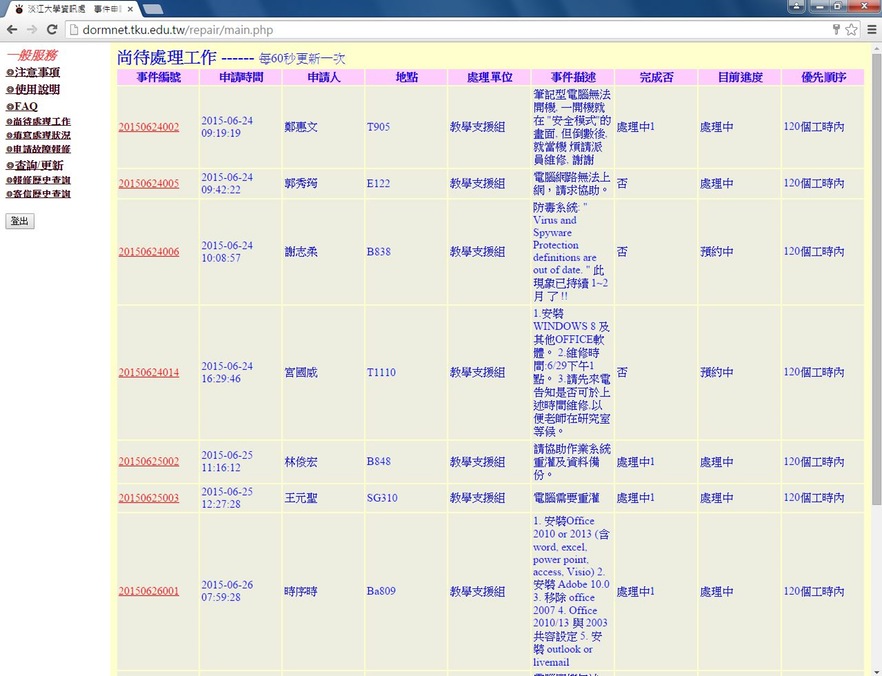 淡江大學資訊處 事件申
dormnet.tku.edu.tw/repair/main.php
一般服務
注意事項
使用說明
FAQ
尚待處理工作
申請故障報修
查詢/更新
報修歷史查詢
寄信歷史查詢
登出
尚待處理工作 ------ 每60秒更新一次
事件編號 申請時間 申請人 地點 處理單位 事件描述 完成否 目前進度 優先順序
20150624002 2015-06-24 09:19:19 鄭惠文 T905 教學支援組 筆記型電腦無法
開機. 一開機就
在 "安全模式"的
畫面, 但倒數後,
就當機 煩請派
員維修. 謝謝 處理中1 處理中 120個工時內
20150624005 2015-06-24 09:42:22 郭秀筠 E122 教學支援組 電腦網路無法上
網，請求協助。 否 處理中 120個工時內
20150624006 2015-06-24 10:08:57 謝志柔 B838 教學支援組 防毒系統: "
Virus and
Spyware
Protection
definitions are
out of date. " 此
現象已持續 1~2
月 了 !! 否 預約中 120個工時內
20150624014 2015-06-24 16:29:46 宮國威 T1110 教學支援組 1.安裝
WINDOWS 8 及
其他OFFICE軟
體。 2.維修時
間:6/29下午1
點。 3.請先來電
告知是否可於上
述時間維修,以
便老師在研究室
等候。 否 預約中 120個工時內
20150625002 2015-06-25 11:16:12 林俊宏 B848 教學支援組 請協助作業系統
重灌及資料備
份。 處理中1 處理中 120個工時內
20150625003 2015-06-25 12:27:28 王元聖 SG310 教學支援組 電腦需要重灌 處理中1 處理中 120個工時內
20150626001 2015-06-26 07:59:28 時序時 Ba809 教學支援組 1. 安裝Office
2010 or 2013 (含
word, excel,
power point,
access, Visio) 2.
安裝 Adobe 10.0
3. 移除 office
2007 4. Office
2010/13 與 2003
共容設定 5. 安
裝 outlook or
livemail 處理中1 處理中 120個工時內